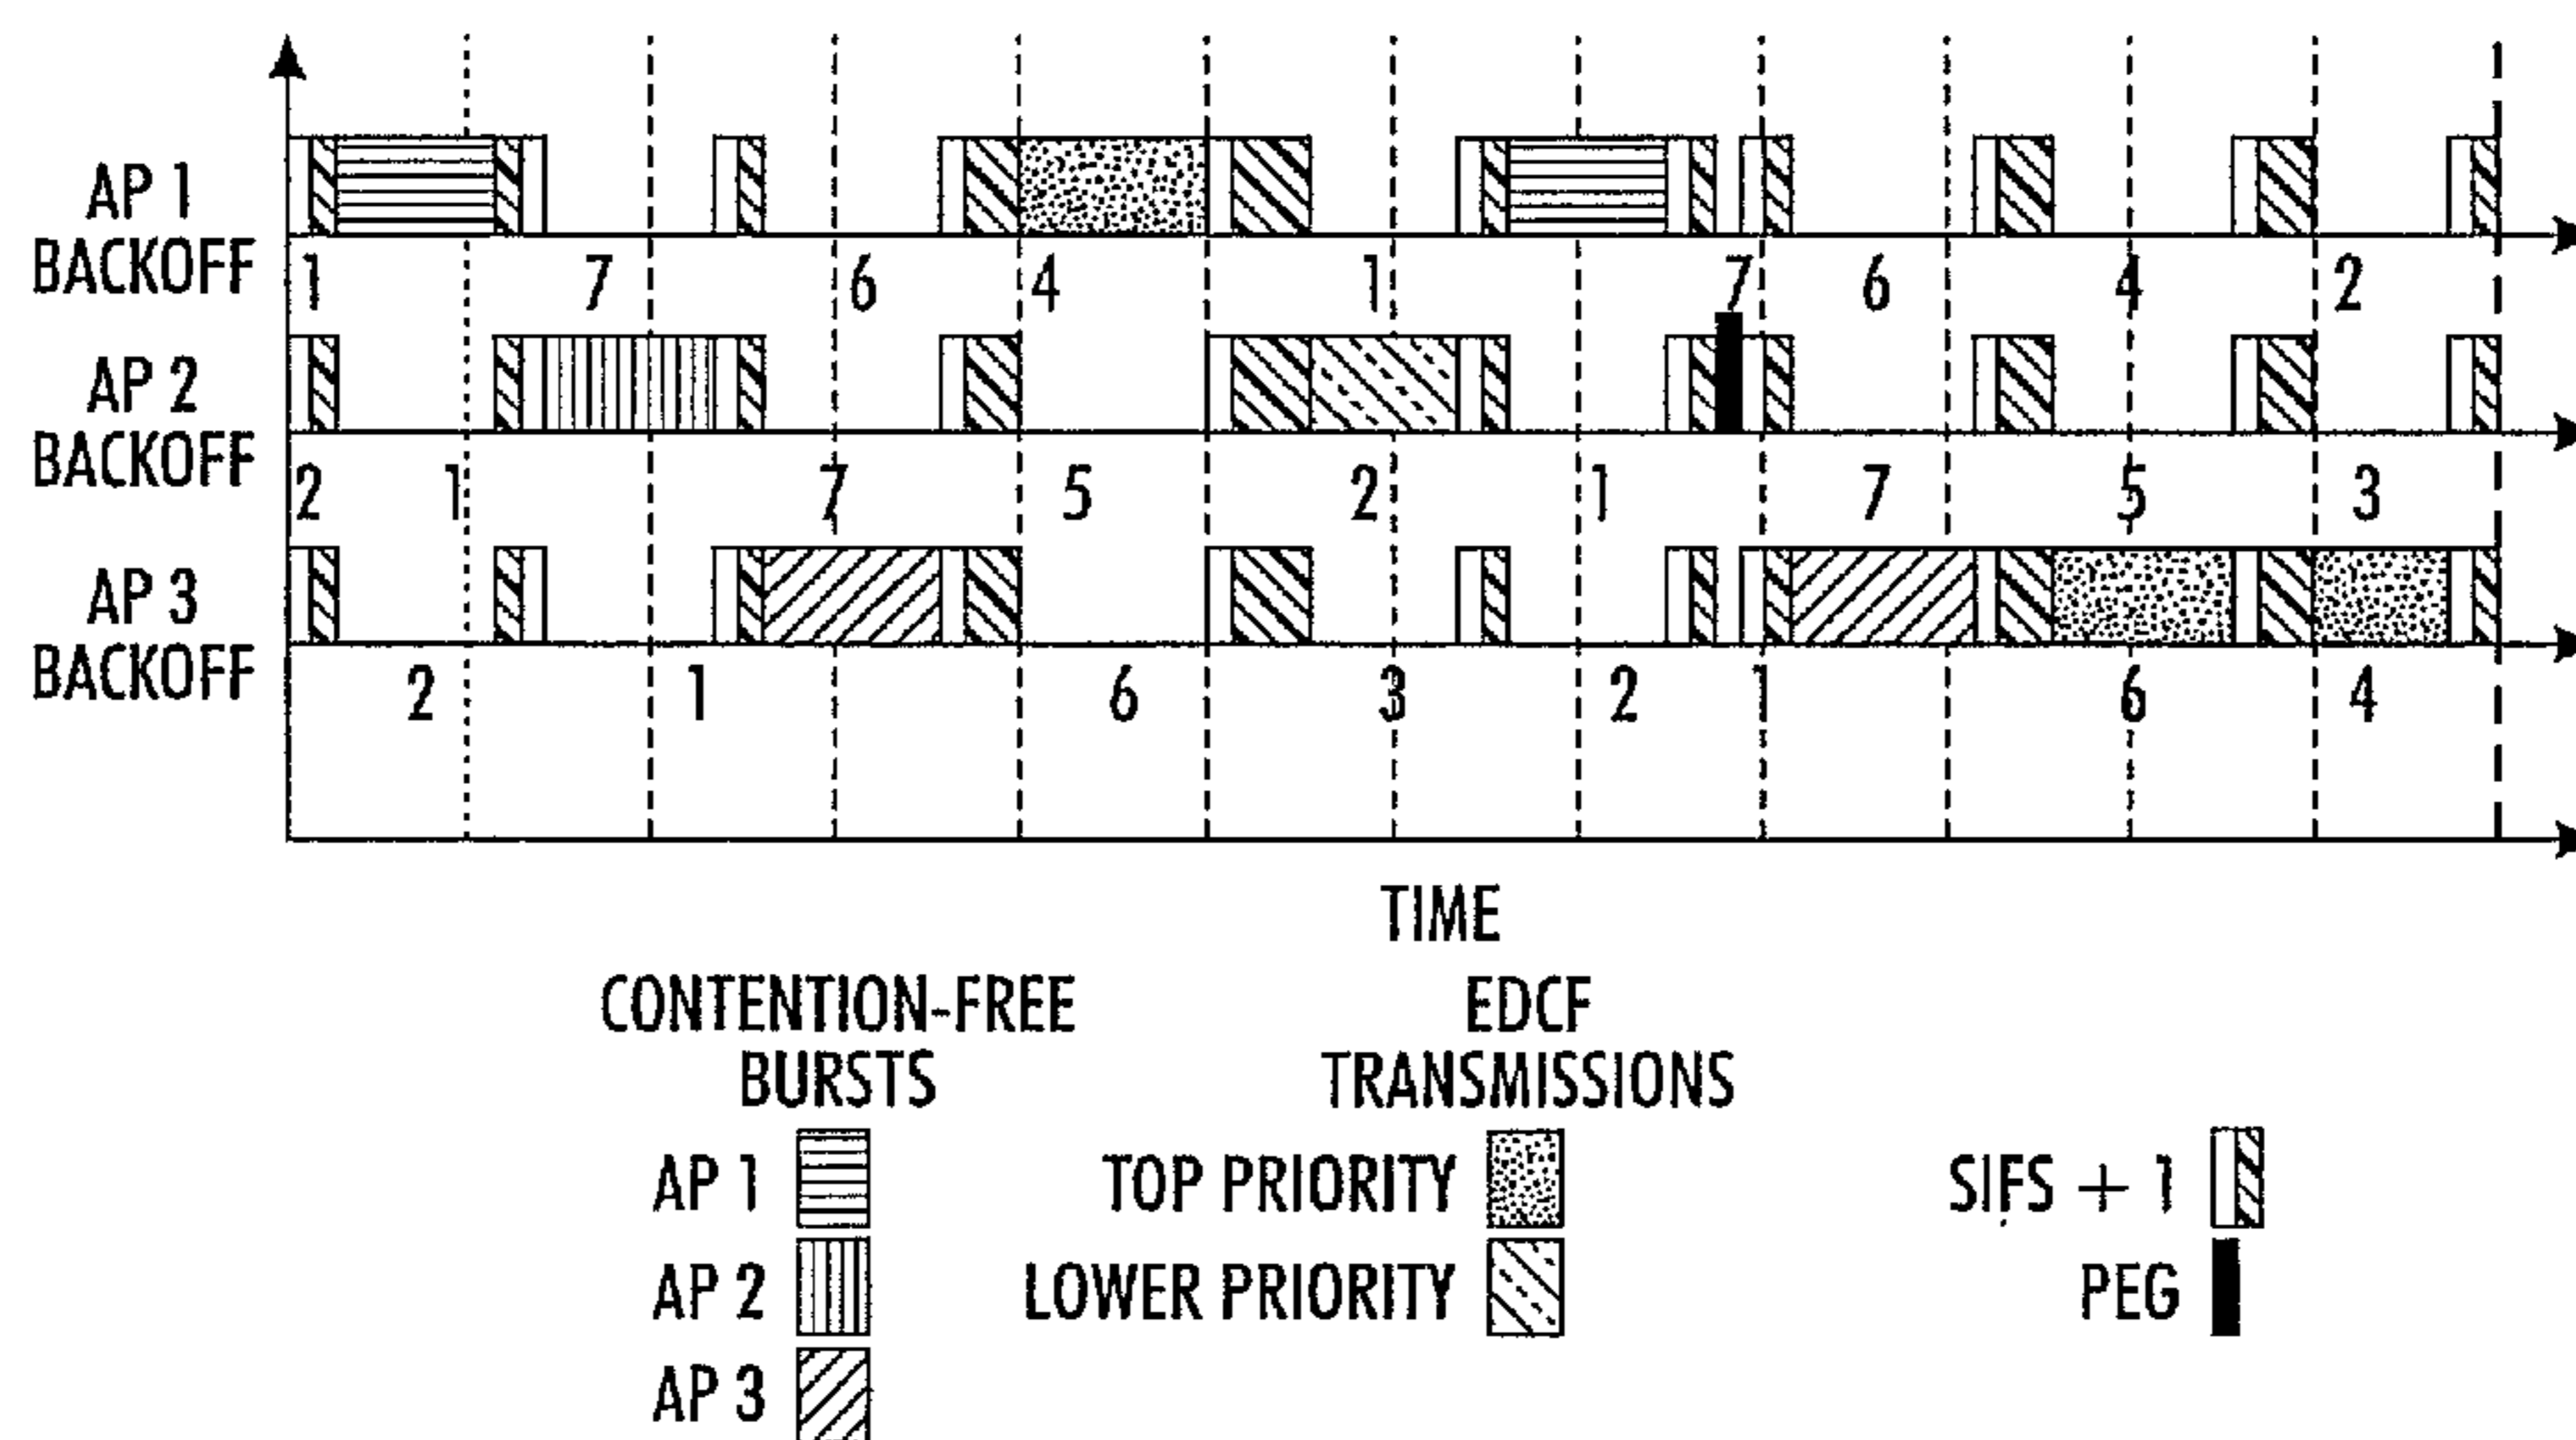 AP 1
BACKOFF
1 7 6 4 1 7 6 4 2
AP 2
BACKOFF
2 1 7 5 2 1 7 5 3
AP 3
BACKOFF
2 1 6 3 2 1 6 4
TIME
CONTENTION-FREE
BURSTS
AP 1
AP 2
AP 3
EDCF
TRANSMISSIONS
TOP PRIORITY
LOWER PRIORITY
SIFS + 1
PEG